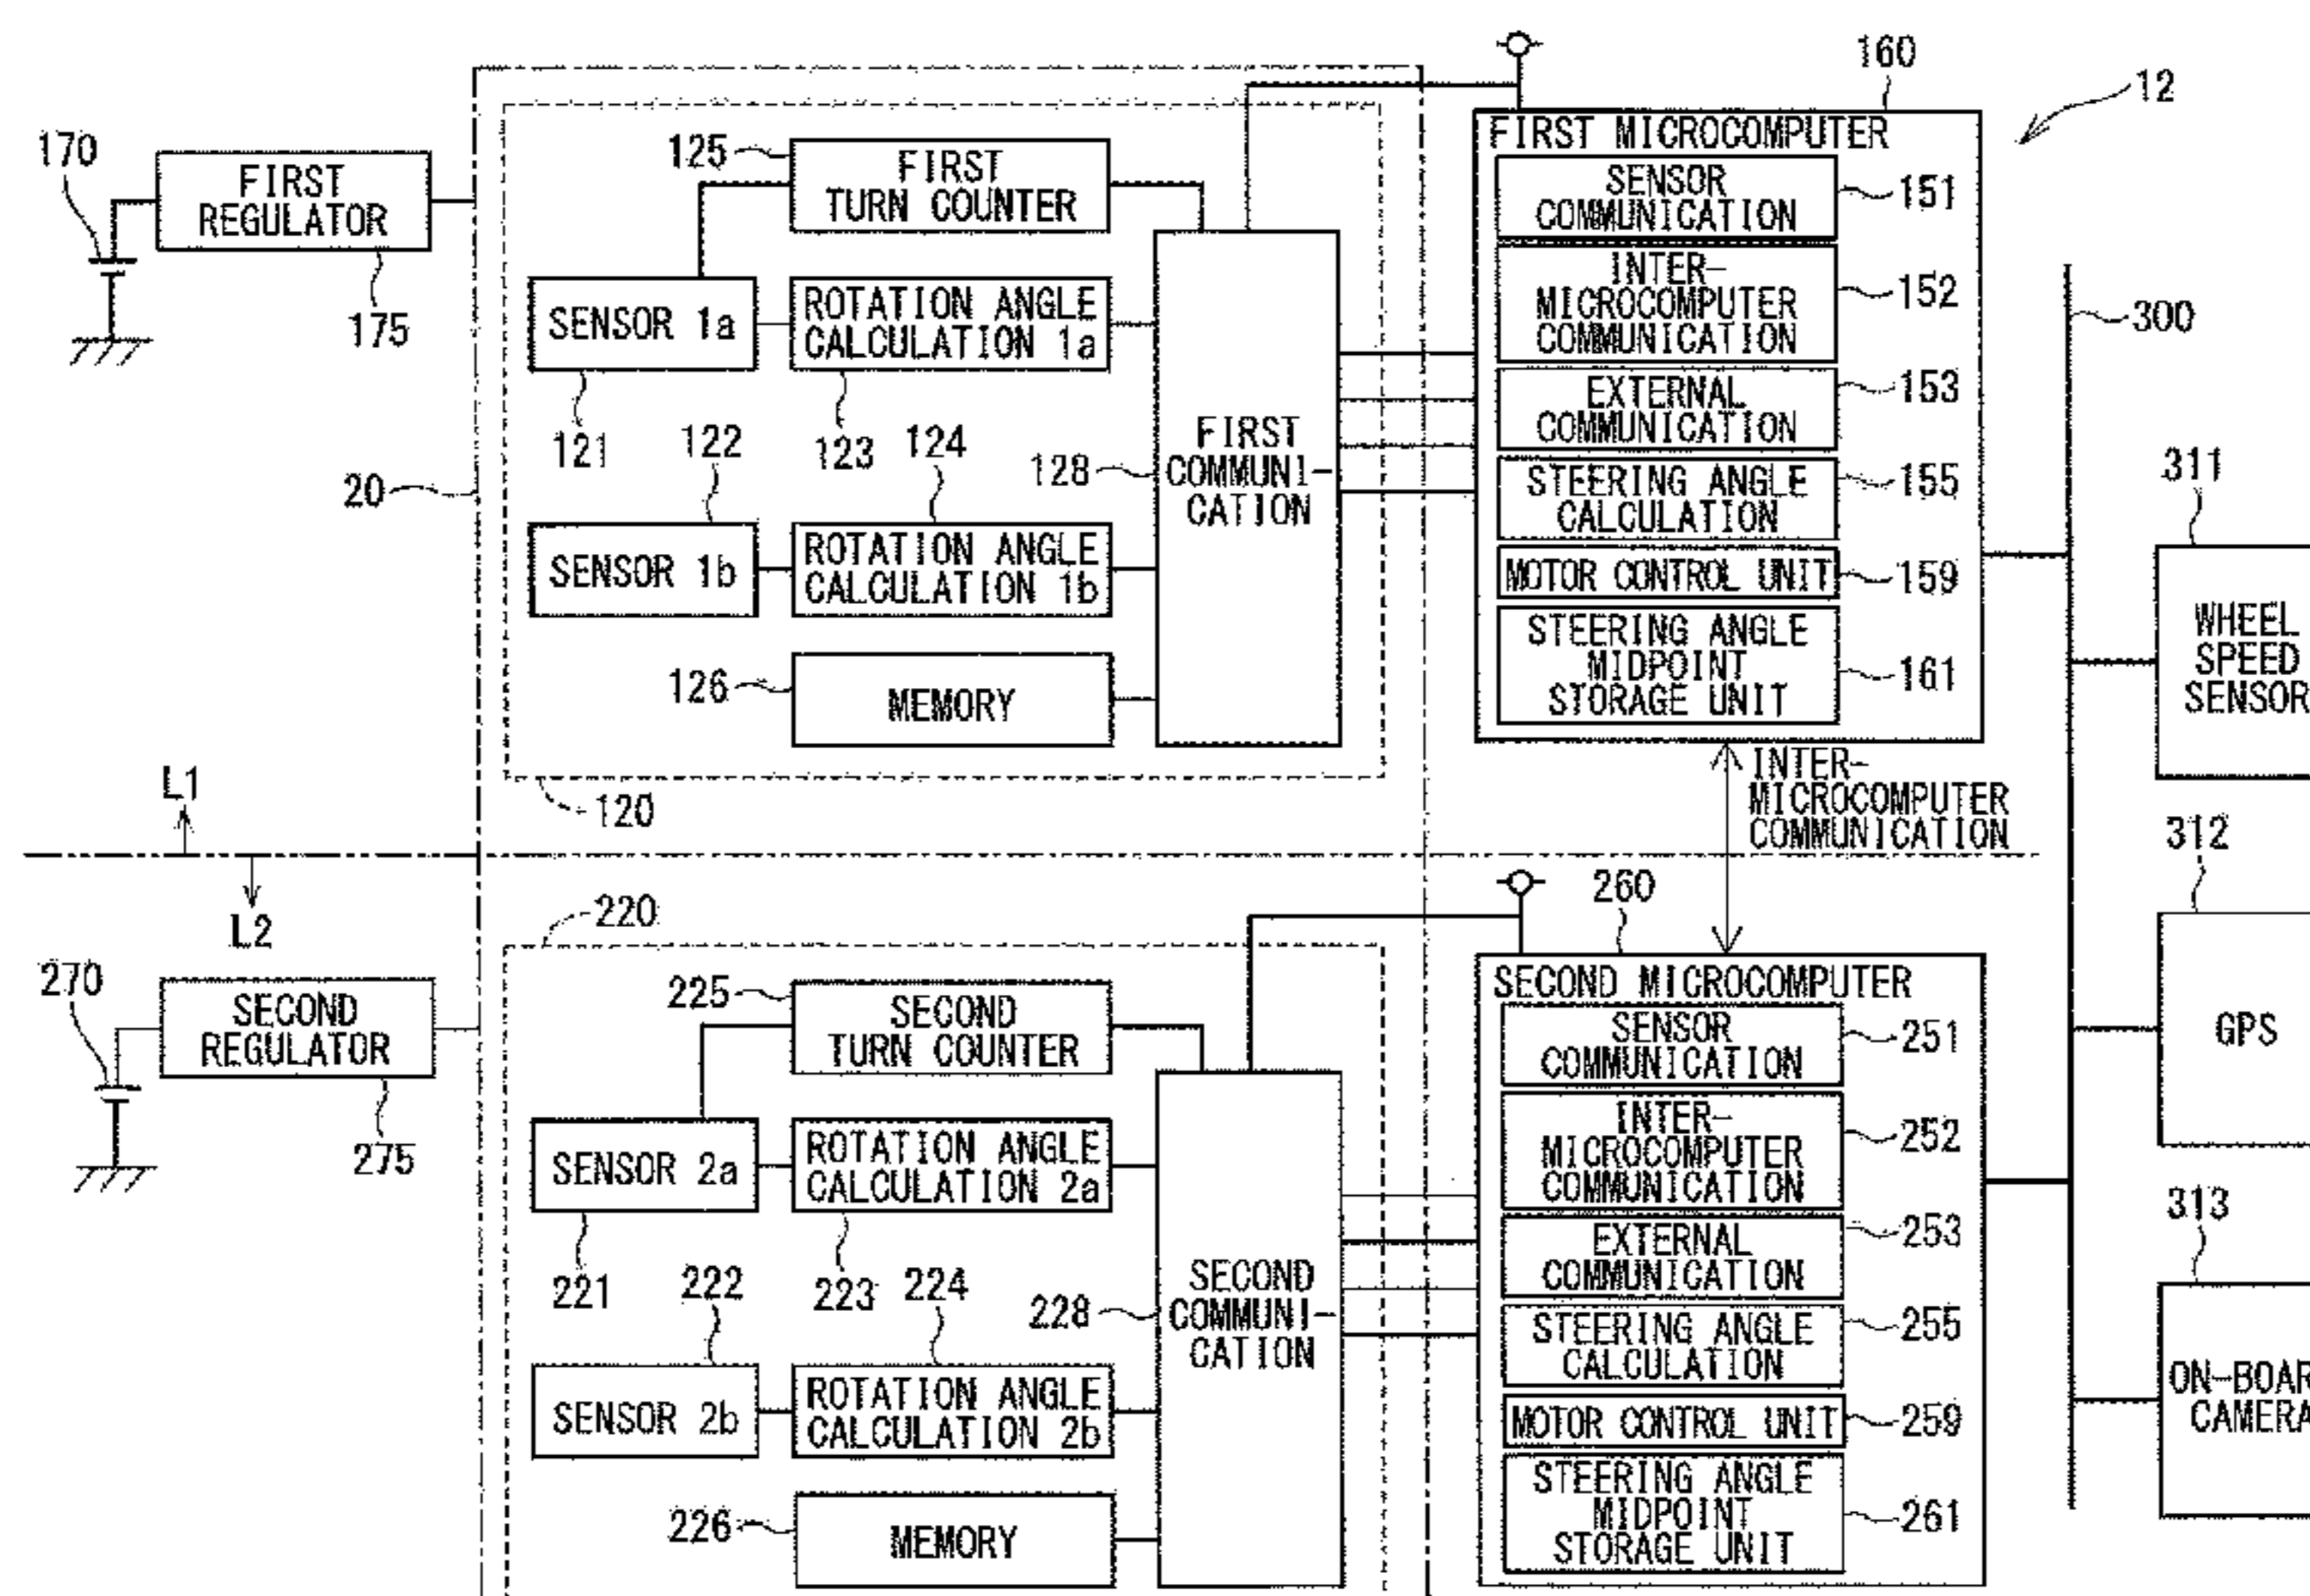 160
12
170
FIRST
REGULATOR
175
125
FIRST
TURN COUNTER
SENSOR 1a
121
ROTATION ANGLE
CALCULATION 1a
123
122
124
SENSOR 1b
ROTATION ANGLE
CALCULATION 1b
126
MEMORY
128
FIRST
COMMUNI-
CATION
20
120
FIRST MICROCOMPUTER
SENSOR
COMMUNICATION
151
INTER-
MICROCOMPUTER
COMMUNICATION
152
EXTERNAL
COMMUNICATION
153
STEERING ANGLE
CALCULATION
155
MOTOR CONTROL UNIT
159
STEERING ANGLE
MIDPOINT
STORAGE UNIT
161
300
311
WHEEL
SPEED
SENSOR
INTER-
MICROCOMPUTER
COMMUNICATION
L1
L2
312
GPS
270
SECOND
REGULATOR
275
220
225
SECOND
TURN COUNTER
SENSOR 2a
221
ROTATION ANGLE
CALCULATION 2a
223
222
224
SENSOR 2b
ROTATION ANGLE
CALCULATION 2b
226
MEMORY
228
SECOND
COMMUNI-
CATION
260
SECOND MICROCOMPUTER
SENSOR
COMMUNICATION
251
INTER-
MICROCOMPUTER
COMMUNICATION
252
EXTERNAL
COMMUNICATION
253
STEERING ANGLE
CALCULATION
255
MOTOR CONTROL UNIT
259
STEERING ANGLE
MIDPOINT
STORAGE UNIT
261
313
ON-BOAR
CAMERA